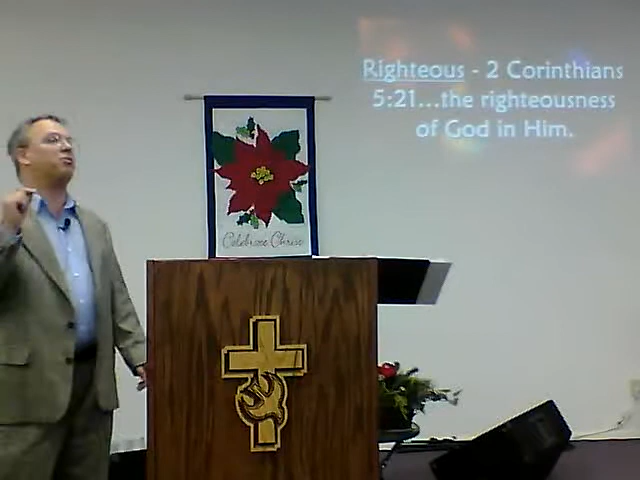 Righteous - 2 Corinthians
5:21...the righteousness
of God in Him.
Celebrate Christ